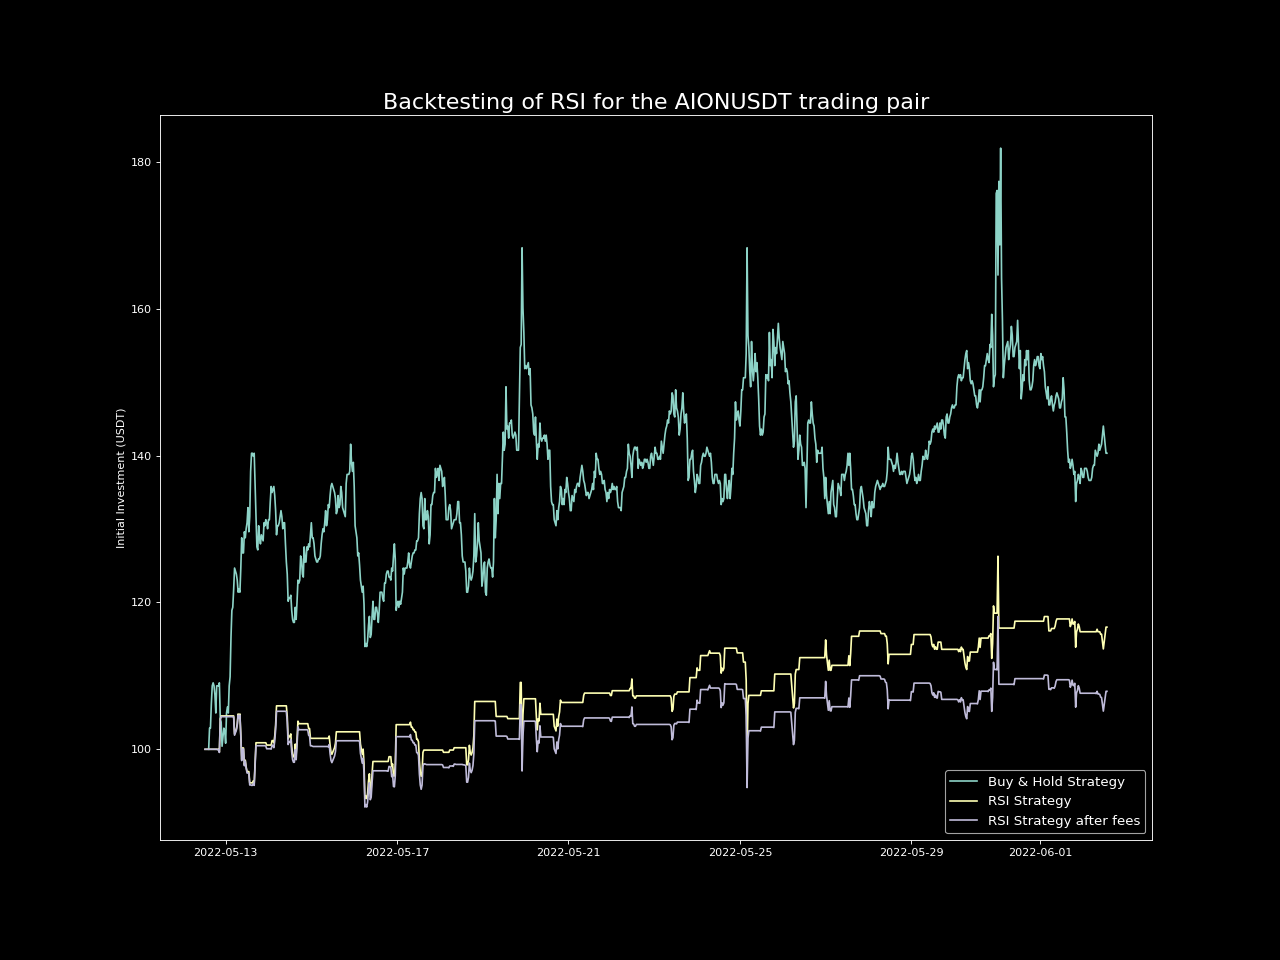 Backtesting of RSI for the AIONUSDT trading pair
180
160
140
120
100
Initial Investment (USDT)
Buy & Hold Strategy
RSI Strategy
RSI Strategy after fees
2022-05-13
2022-05-17
2022-05-21
2022-05-25
2022-05-29
2022-06-01